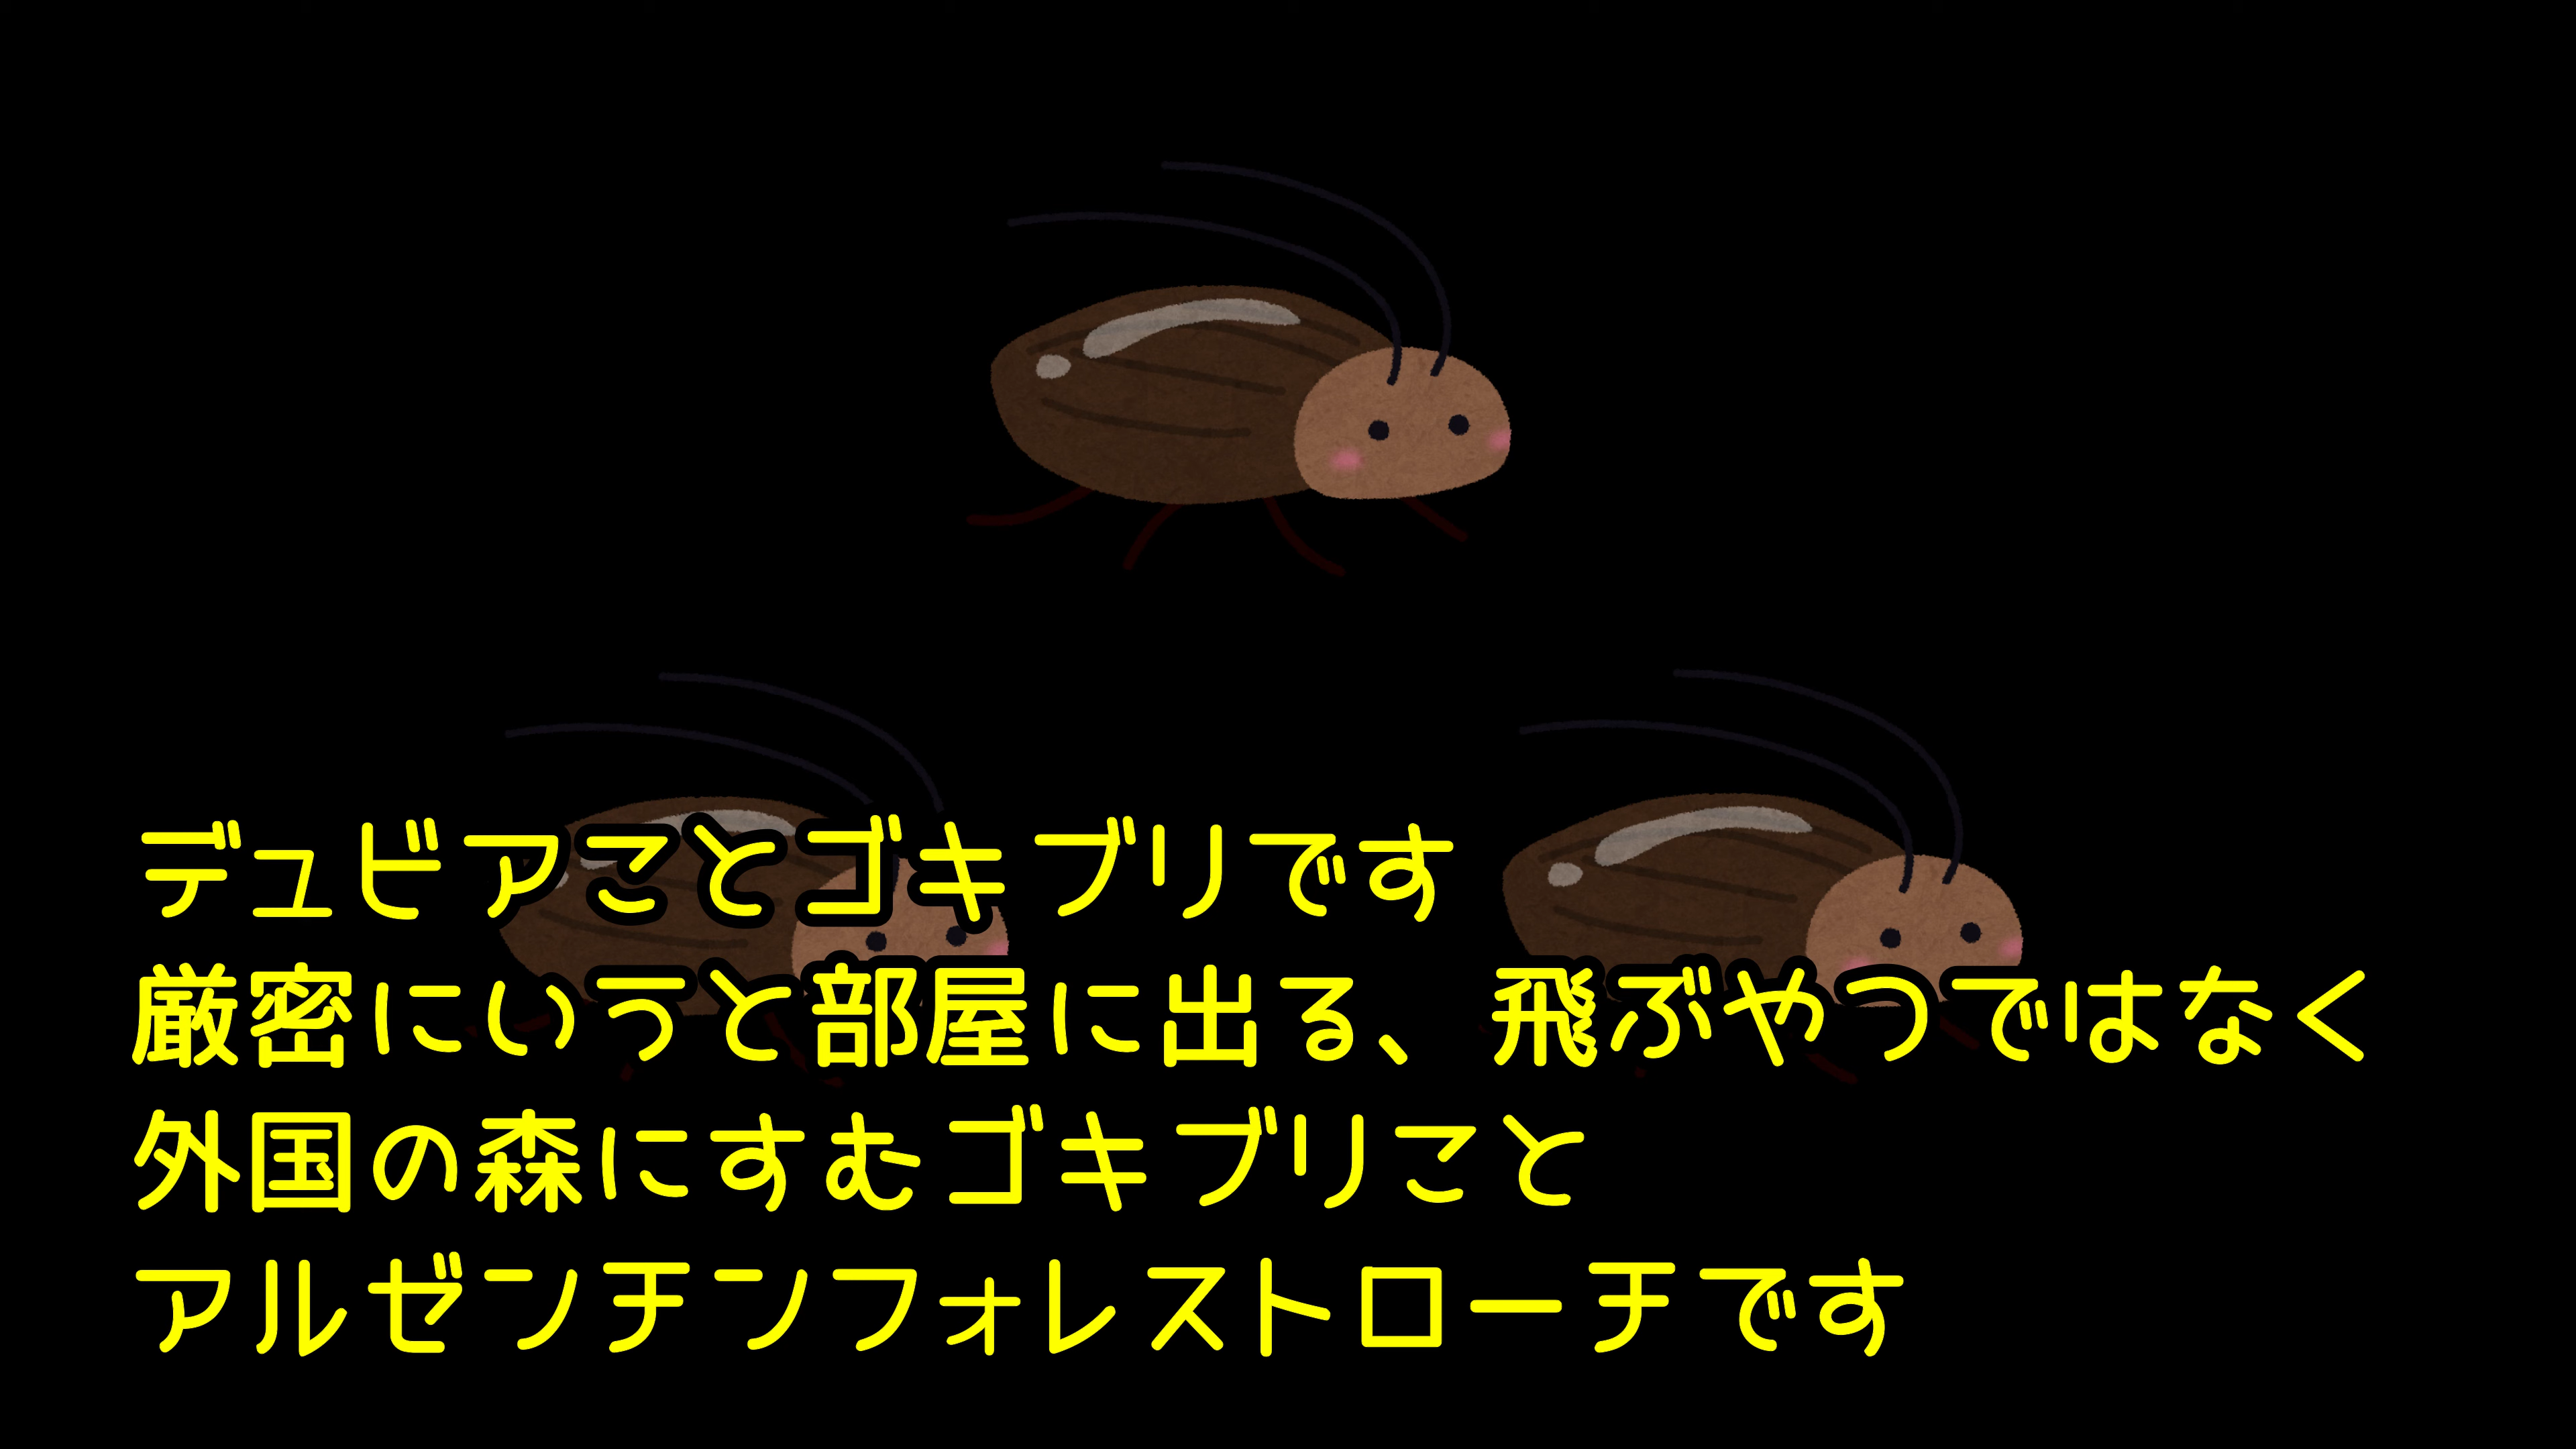 デュビアことゴキブリです
厳密にいうと部屋に出る、飛ぶやつではなく
外国の森にすむゴキブリこと
アルゼンチンフォレストローチです